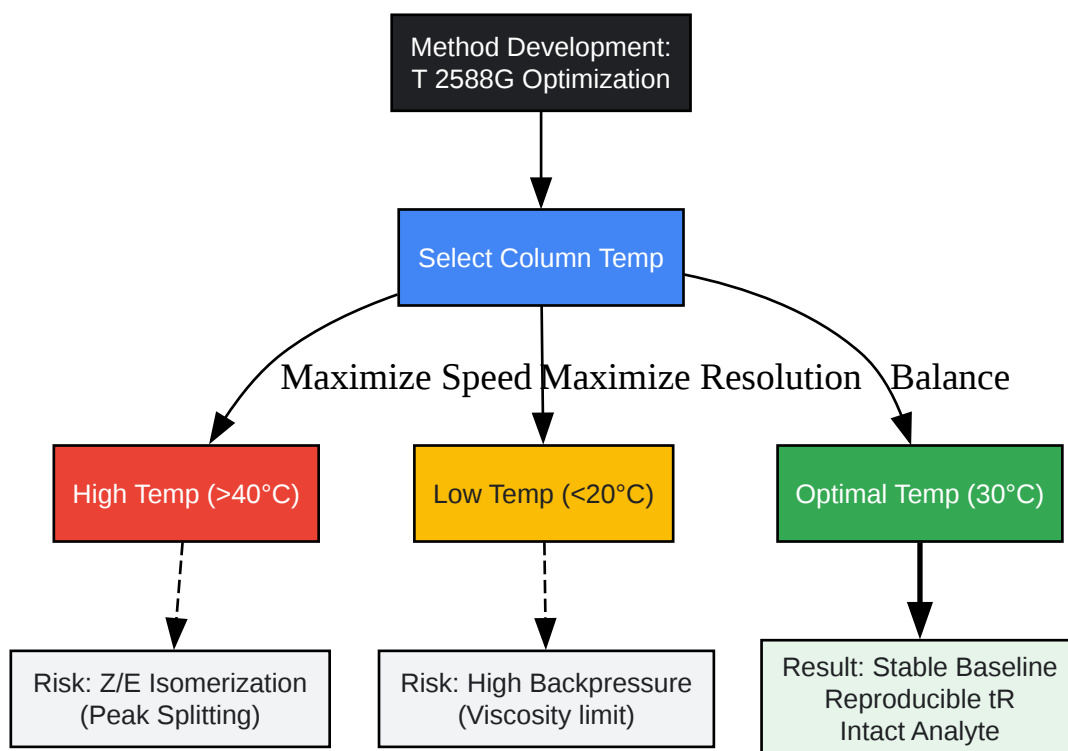 Method Development:
T 2588G Optimization
Select Column Temp
Maximize Speed
Maximize Resolution
Balance
High Temp (>40°C)
Low Temp (<20°C)
Optimal Temp (30°C)
Risk: Z/E Isomerization
(Peak Splitting)
Risk: High Backpressure
(Viscosity limit)
Result: Stable Baseline
Reproducible tR
Intact Analyte